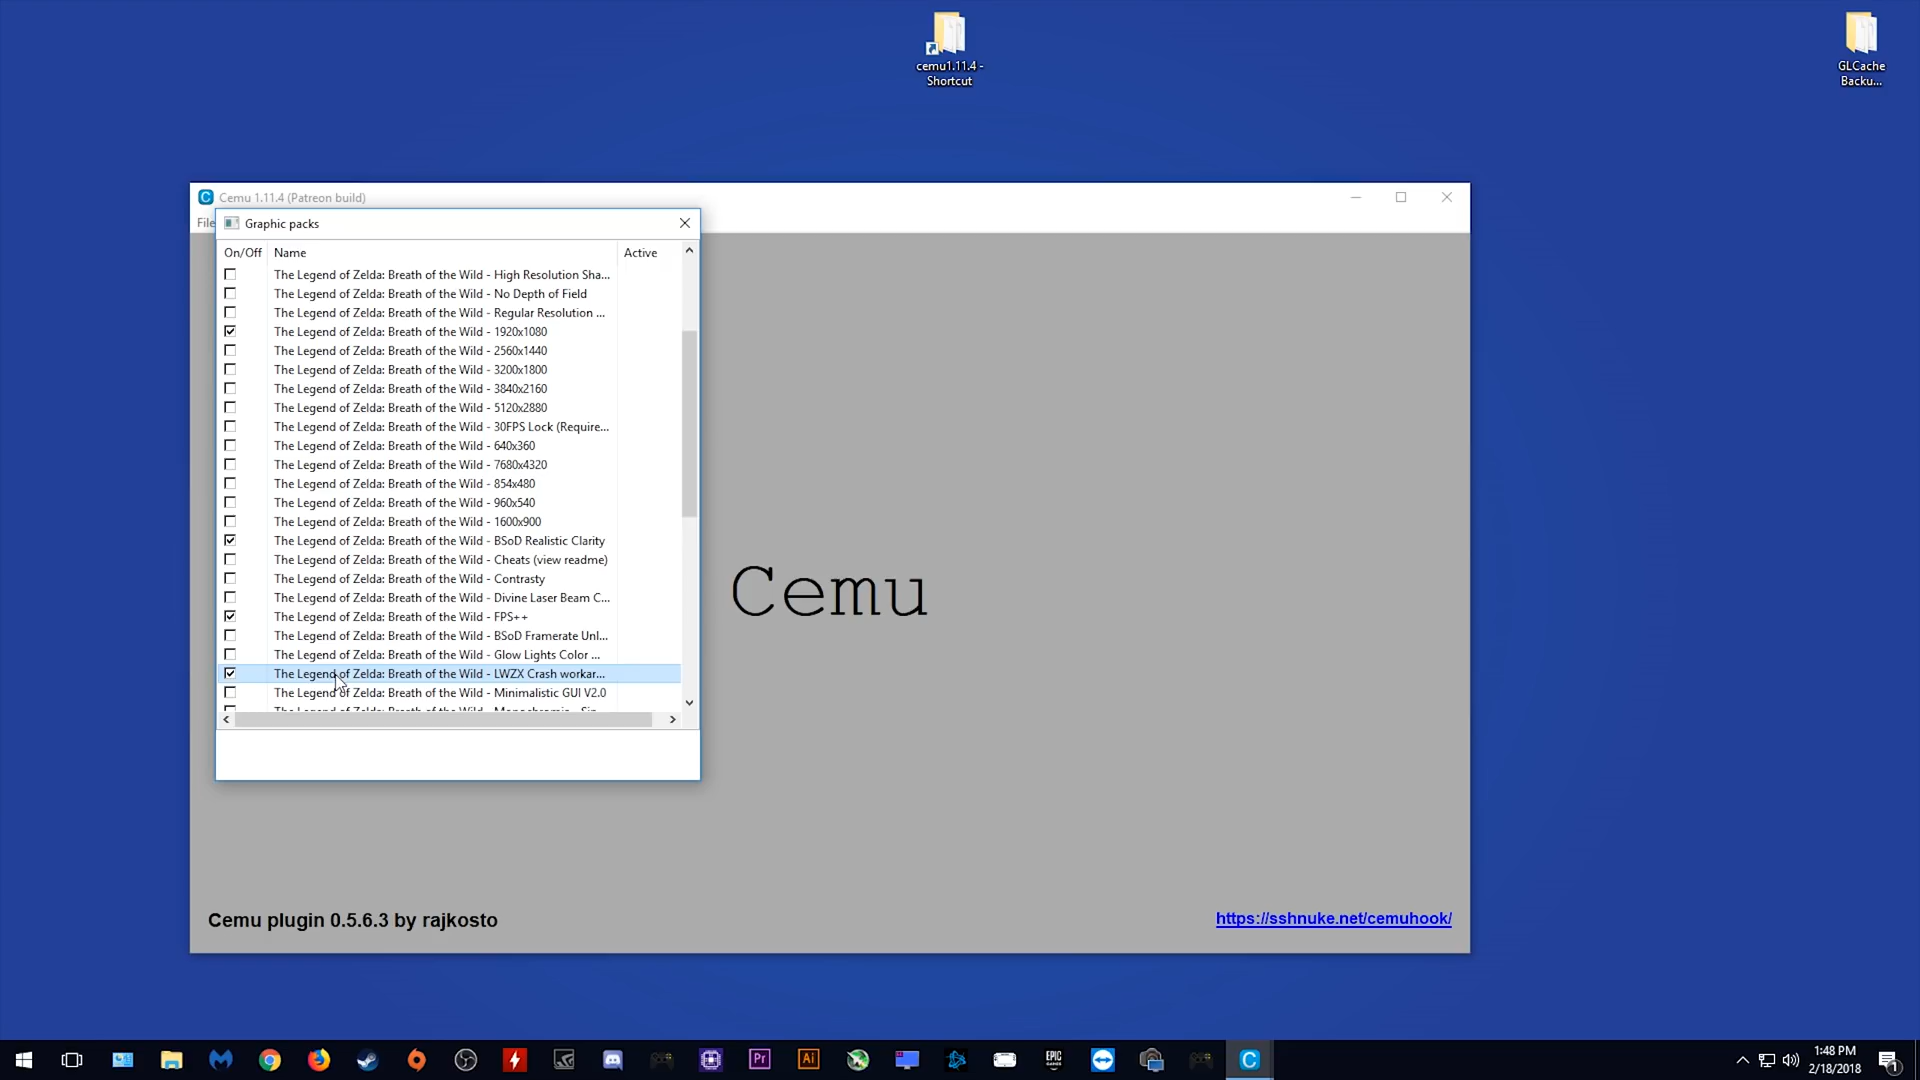 cemu1.11.4 -
Shortcut
GLCache
Backu...
Cemu 1.11.4 (Patreon build)
File
Graphic packs
On/Off Name Active
The Legend of Zelda: Breath of the Wild - High Resolution Sha...
The Legend of Zelda: Breath of the Wild - No Depth of Field
The Legend of Zelda: Breath of the Wild - Regular Resolution ...
The Legend of Zelda: Breath of the Wild - 1920x1080
The Legend of Zelda: Breath of the Wild - 2560x1440
The Legend of Zelda: Breath of the Wild - 3200x1800
The Legend of Zelda: Breath of the Wild - 3840x2160
The Legend of Zelda: Breath of the Wild - 5120x2880
The Legend of Zelda: Breath of the Wild - 30FPS Lock (Require...
The Legend of Zelda: Breath of the Wild - 640x360
The Legend of Zelda: Breath of the Wild - 7680x4320
The Legend of Zelda: Breath of the Wild - 854x480
The Legend of Zelda: Breath of the Wild - 960x540
The Legend of Zelda: Breath of the Wild - 1600x900
The Legend of Zelda: Breath of the Wild - BSoD Realistic Clarity
The Legend of Zelda: Breath of the Wild - Cheats (view readme)
The Legend of Zelda: Breath of the Wild - Contrasty
The Legend of Zelda: Breath of the Wild - Divine Laser Beam C...
The Legend of Zelda: Breath of the Wild - FPS++
The Legend of Zelda: Breath of the Wild - BSoD Framerate Unl...
The Legend of Zelda: Breath of the Wild - Glow Lights Color ...
The Legend of Zelda: Breath of the Wild - LWZX Crash workar...
The Legend of Zelda: Breath of the Wild - Minimalistic GUI V2.0
The Legend of Zelda: Breath of the Wild
Cemu
Cemu plugin 0.5.6.3 by rajkosto
https://sshnuke.net/cemuhook/
Pr
Ai
EPIC
C
1:48 PM
2/18/2018
1